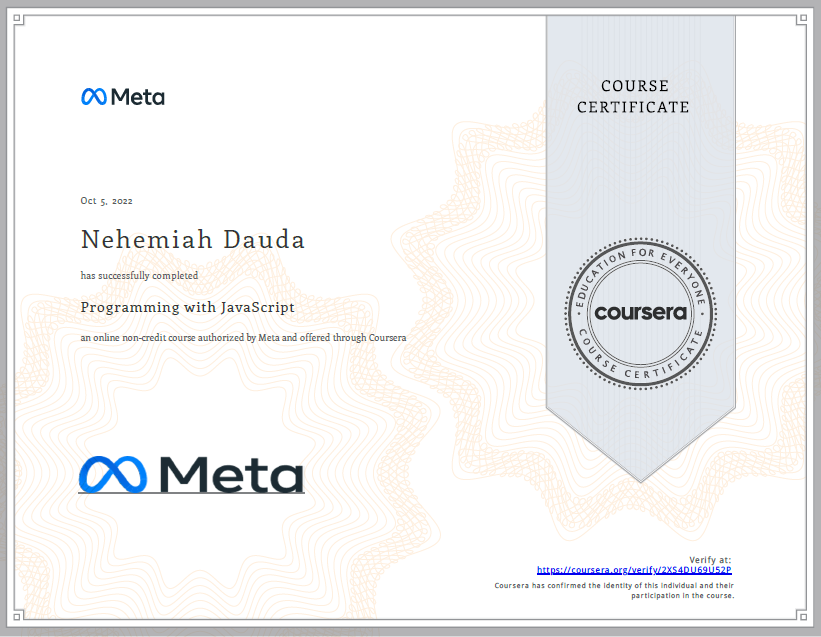 Meta
COURSE
CERTIFICATE
Oct 5, 2022
Nehemiah Dauda
has successfully completed
Programming with JavaScript
an online non-credit course authorized by Meta and offered through Coursera
EDUCATION FOR EVERYONE
coursera
COURSE CERTIFICATE
Meta
Verify at:
https://coursera.org/verify/2XS4DU69U52P
Coursera has confirmed the identity of this individual and their
participation in the course.